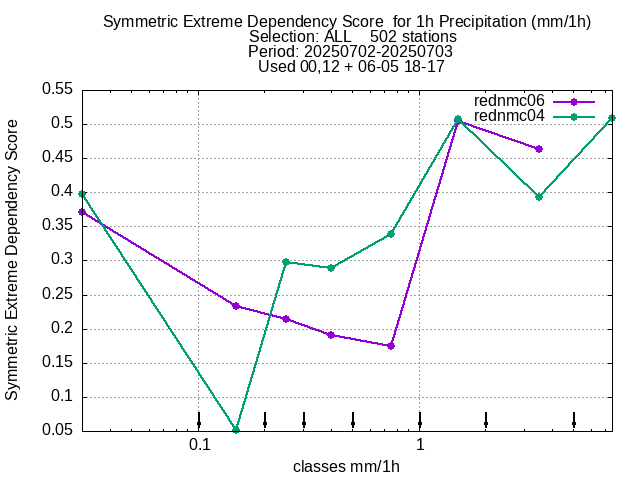 Symmetric Extreme Dependency Score  for 1h Precipitation (mm/1h)
Selection: ALL    502 stations
Period: 20250702-20250703
Used 00,12 + 06-05 18-17
rednmc06
rednmc04
Symmetric Extreme Dependency Score
0.55
0.5
0.45
0.4
0.35
0.3
0.25
0.2
0.15
0.1
0.05
0.1
1
classes mm/1h